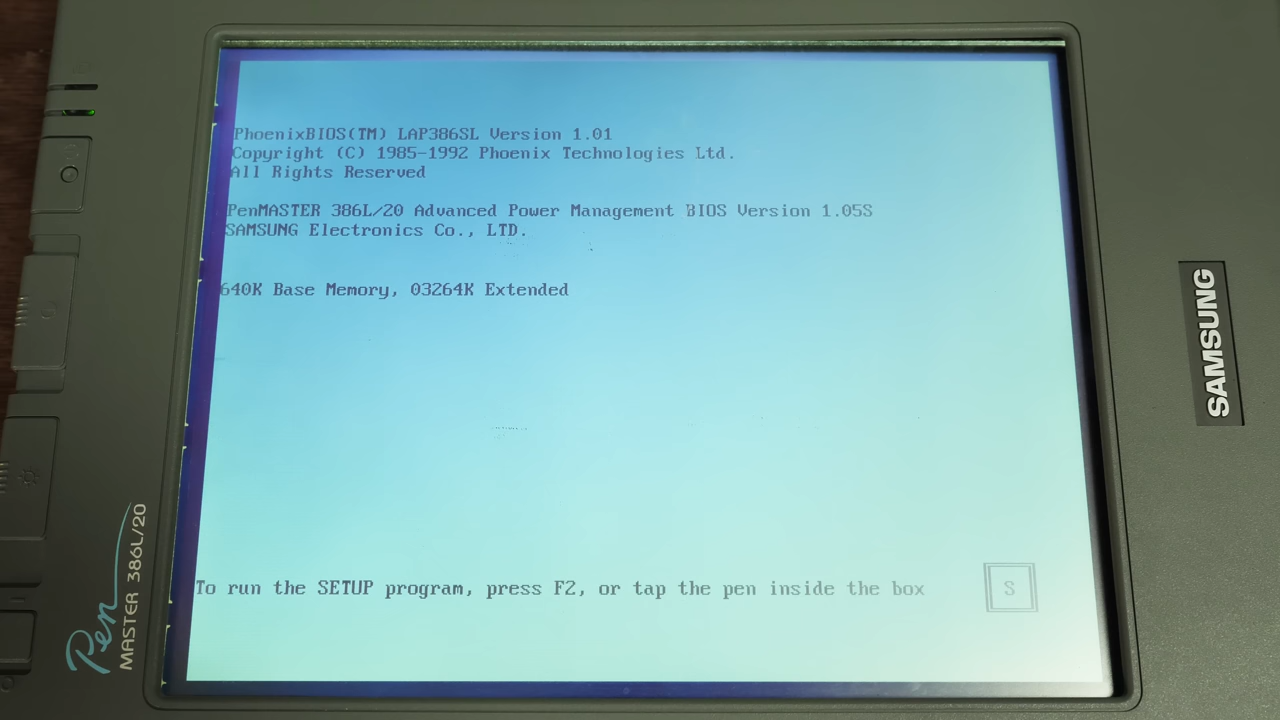 PhoenixBIOS(TM) LAP386SL Version 1.01
Copyright (C) 1985-1992 Phoenix Technologies Ltd.
All Rights Reserved
PenMASTER 386L/20 Advanced Power Management BIOS Version 1.05S
SAMSUNG Electronics Co., LTD.
640K Base Memory, 03264K Extended
To run the SETUP program, press F2, or tap the pen inside the box
S
SAMSUNG
Pen
MASTER 386L/20